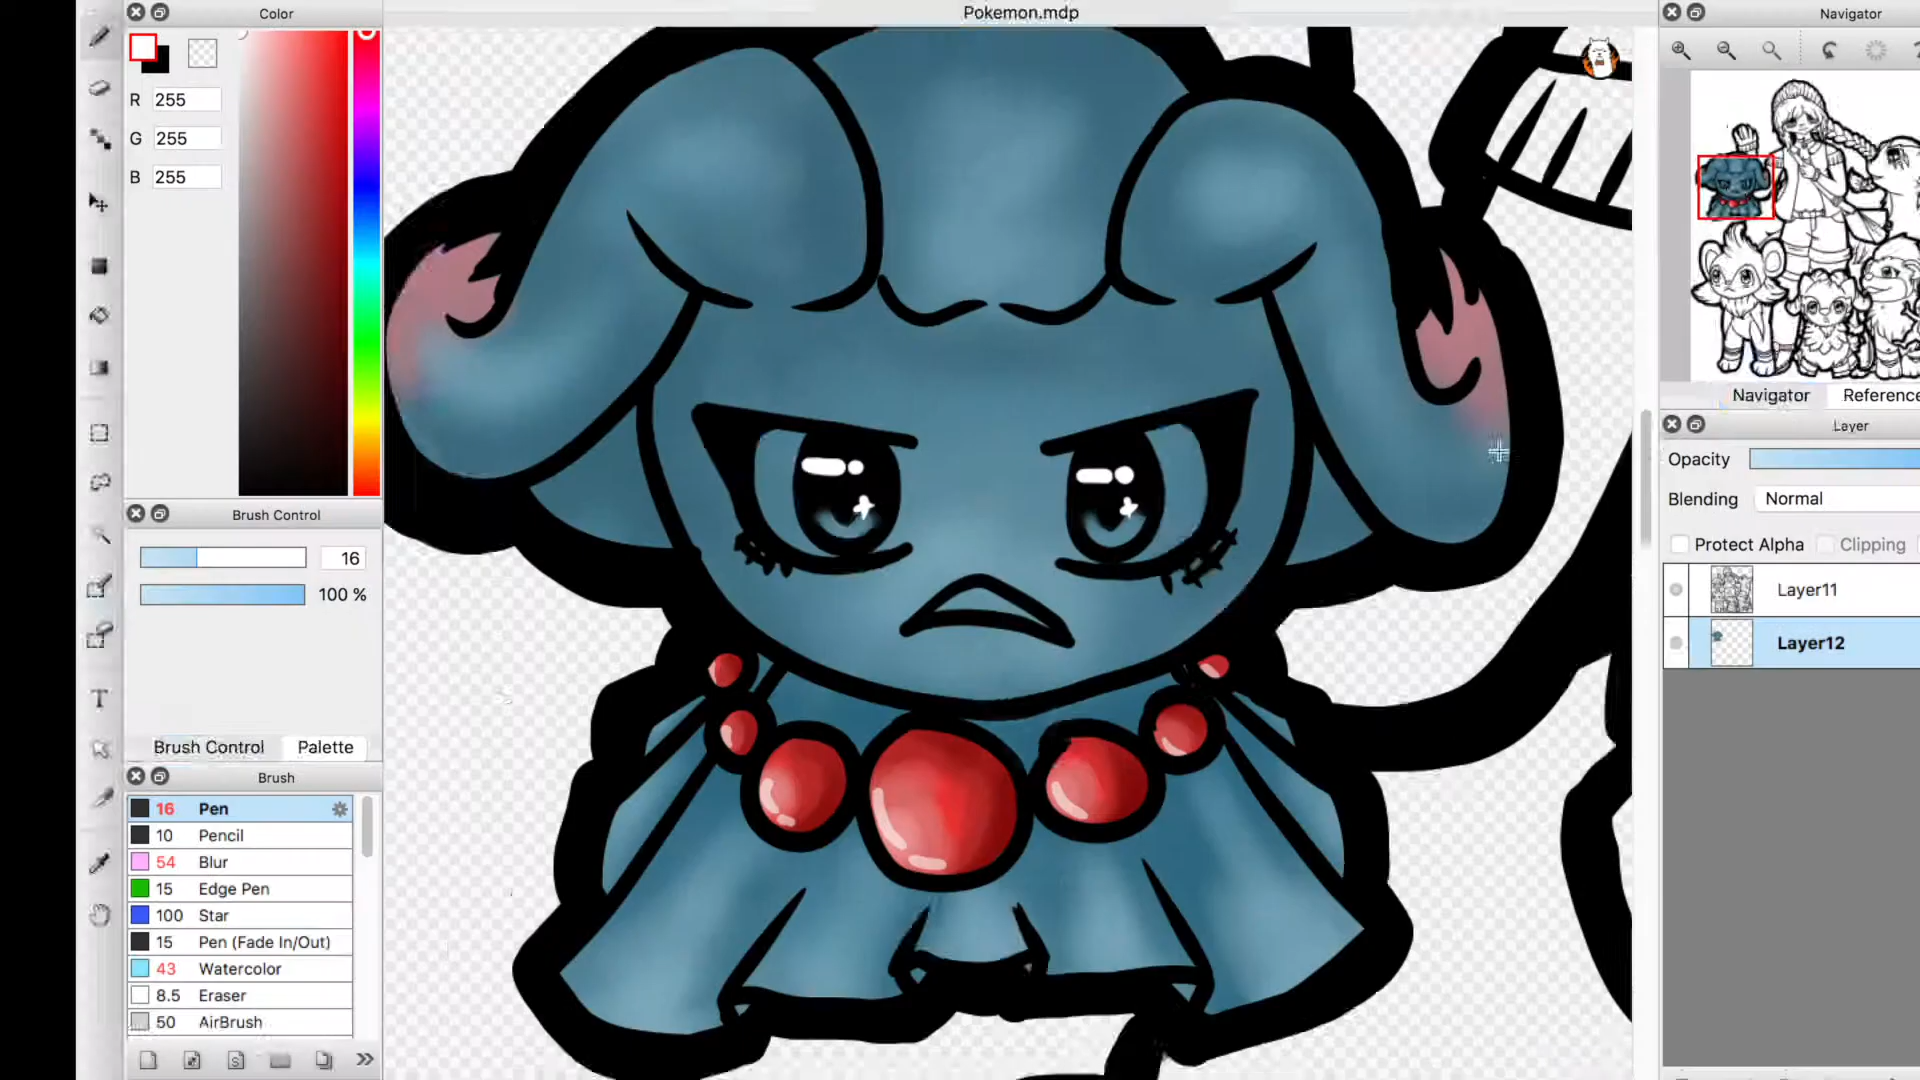 Color
Pokemon.mdp
Navigator
R 255
G 255
B 255
Navigator
Layer
Opacity
Blending Normal
Brush Control
Protect Alpha Clipping
16
Layer11
100 %
Layer12
Brush Control Palette
Brush
16 Pen
10 Pencil
54 Blur
15 Edge Pen
100 Star
15 Pen (Fade In/Out)
43 Watercolor
8.5 Eraser
50 AirBrush
S
T